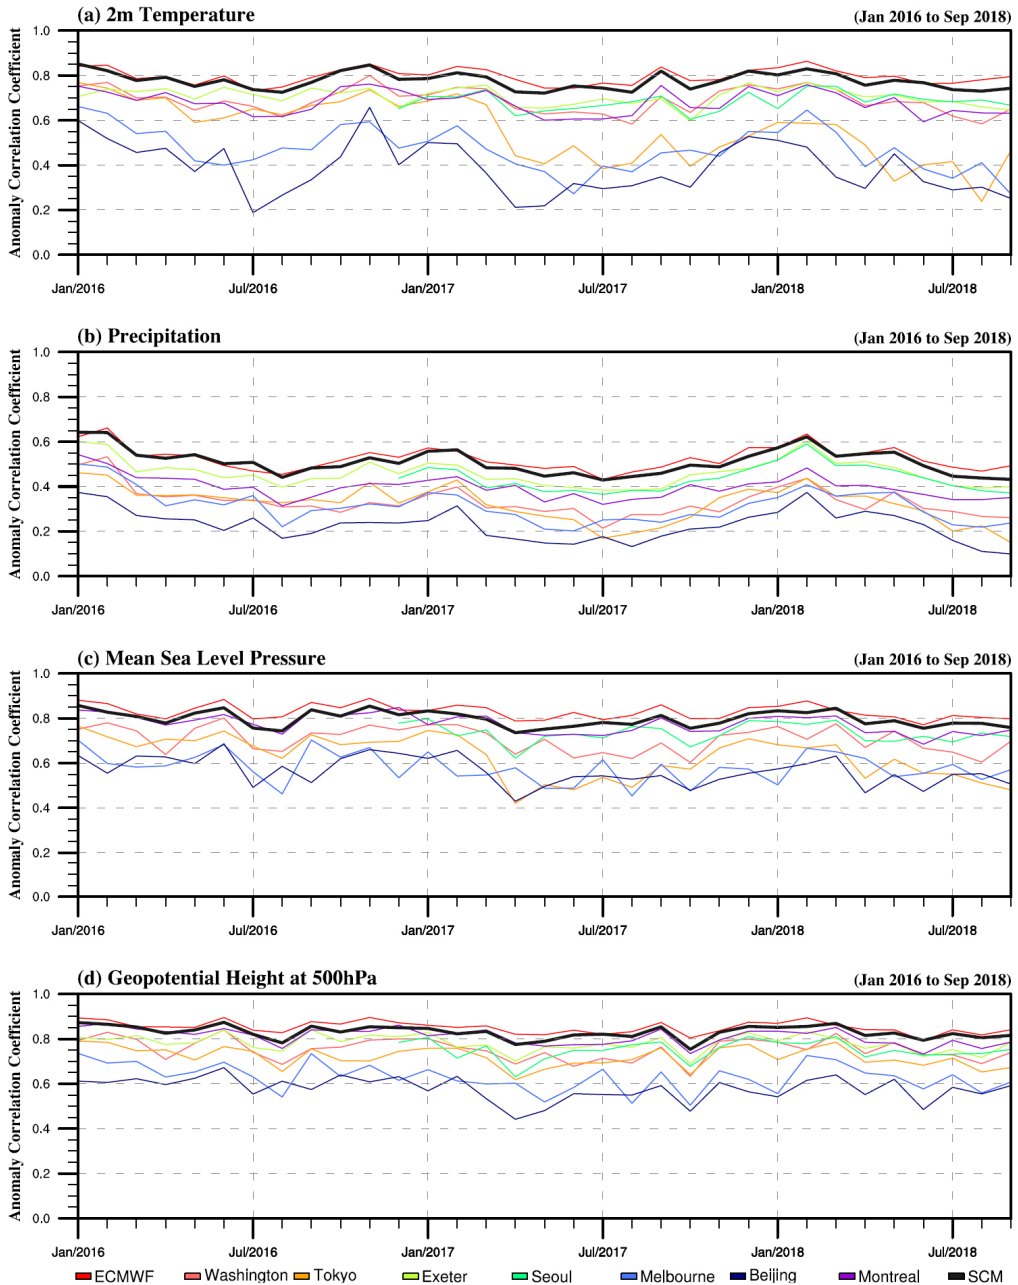 (a) 2m Temperature (Jan 2016 to Sep 2018)
Anomaly Correlation Coefficient
1.0
0.8
0.6
0.4
0.2
0.0
Jan/2016 Jul/2016 Jan/2017 Jul/2017 Jan/2018 Jul/2018
(b) Precipitation (Jan 2016 to Sep 2018)
Anomaly Correlation Coefficient
1.0
0.8
0.6
0.4
0.2
0.0
Jan/2016 Jul/2016 Jan/2017 Jul/2017 Jan/2018 Jul/2018
(c) Mean Sea Level Pressure (Jan 2016 to Sep 2018)
Anomaly Correlation Coefficient
1.0
0.8
0.6
0.4
0.2
0.0
Jan/2016 Jul/2016 Jan/2017 Jul/2017 Jan/2018 Jul/2018
(d) Geopotential Height at 500hPa (Jan 2016 to Sep 2018)
Anomaly Correlation Coefficient
1.0
0.8
0.6
0.4
0.2
0.0
Jan/2016 Jul/2016 Jan/2017 Jul/2017 Jan/2018 Jul/2018
ECMWF Washington Tokyo Exeter Seoul Melbourne Beijing Montreal SCM